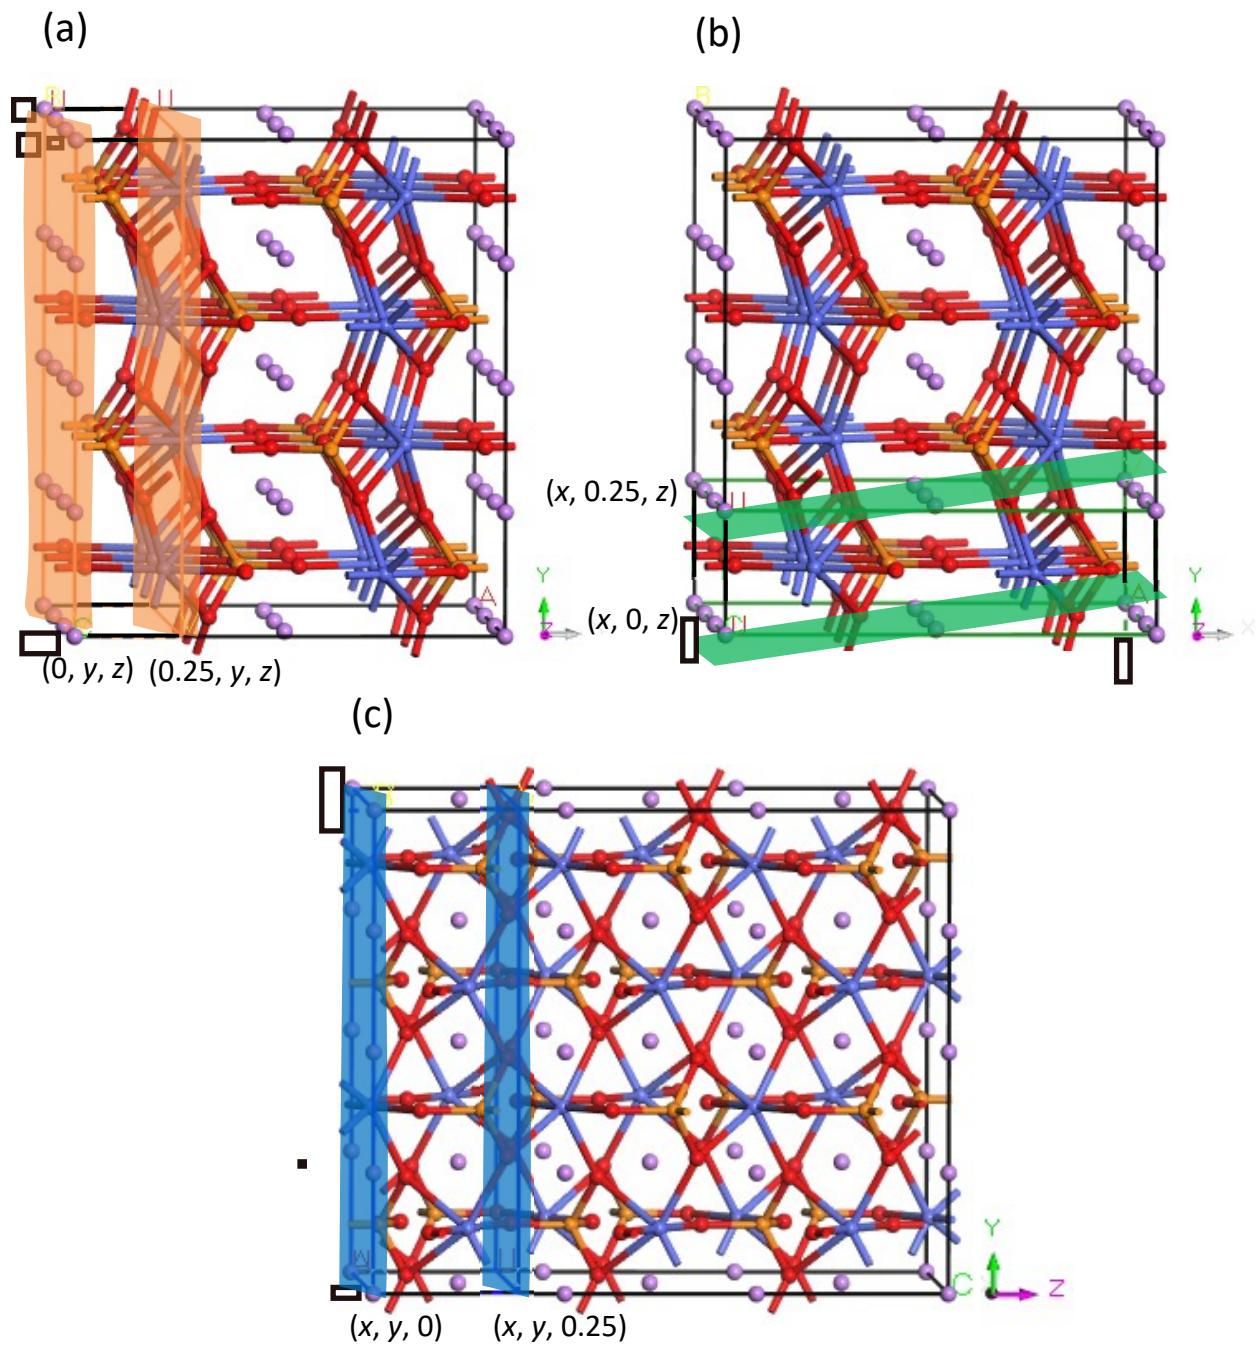 (a)
(b)
B
U
U
B
A
C
Y
Z
(0, y, z)
(0.25, y, z)
(x, 0.25, z)
U
(x, 0, z)
A
Y
Z
X
(c)
Y
C
Z
(x, y, 0)
(x, y, 0.25)